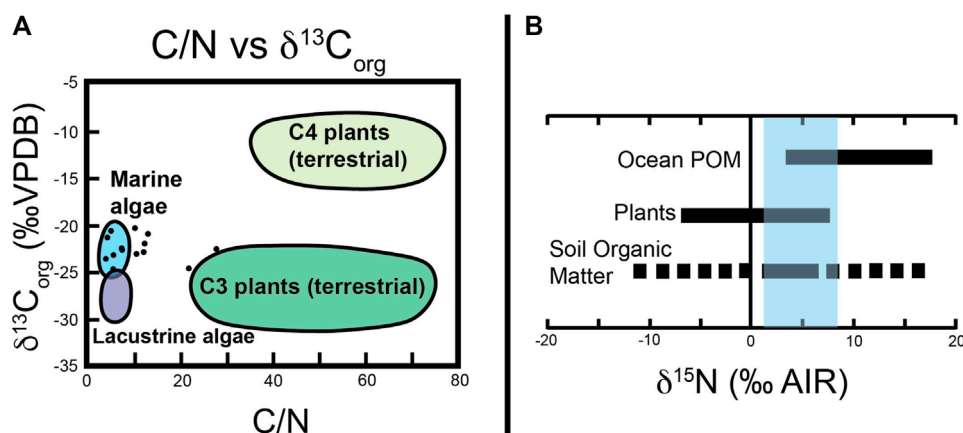 A
C/N vs δ¹³Corg
δ¹³Corg (‰VPDB)
-5
-10
-15
-20
-25
-30
-35
C4 plants
(terrestrial)
Marine
algae
C3 plants (terrestrial)
Lacustrine algae
0
20
40
60
80
C/N
B
Ocean POM
Plants
Soil Organic
Matter
-20
-10
0
10
20
δ¹⁵N (‰ AIR)